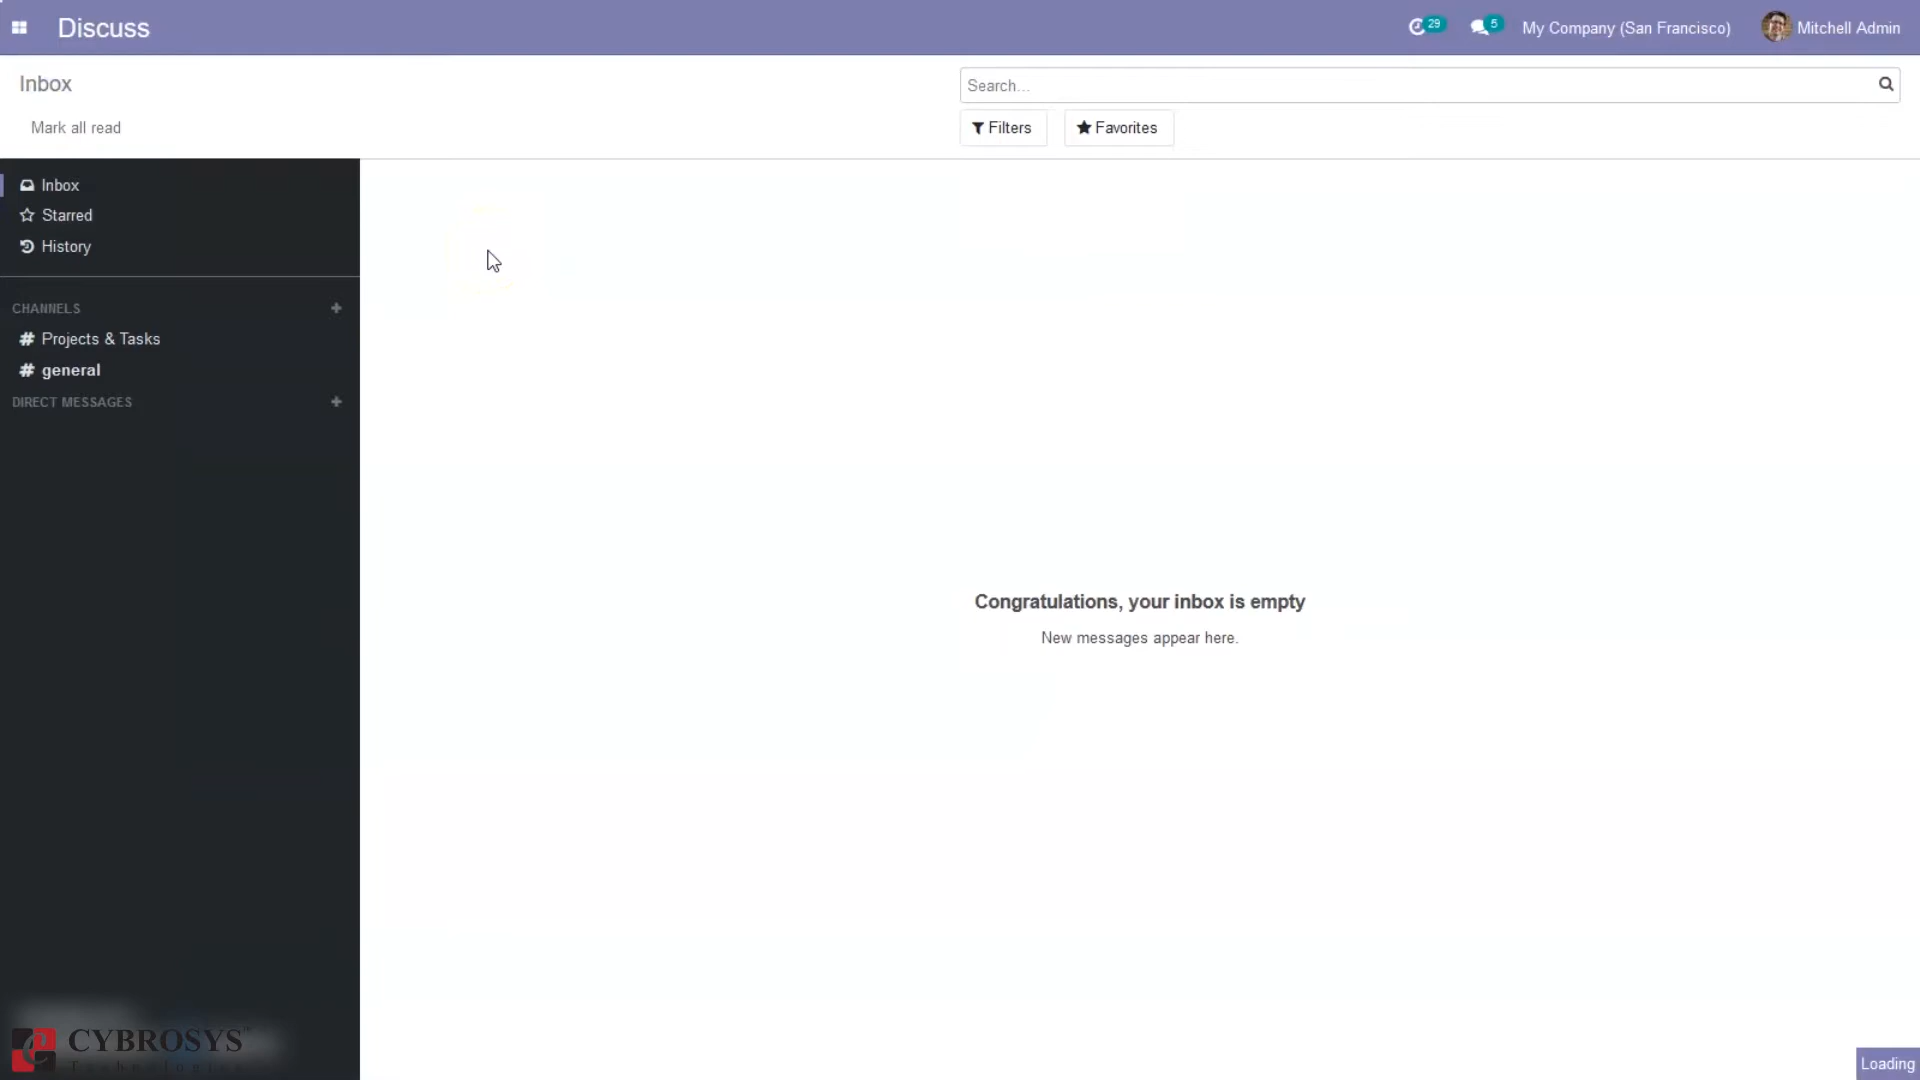 Discuss
29
5
My Company (San Francisco)
Mitchell Admin
Inbox
Search...
Mark all read
Filters
Favorites
Inbox
Starred
History
CHANNELS
+
# Projects & Tasks
# general
DIRECT MESSAGES
+
Congratulations, your inbox is empty
New messages appear here.
CYBROSYS
Technologies
Loading